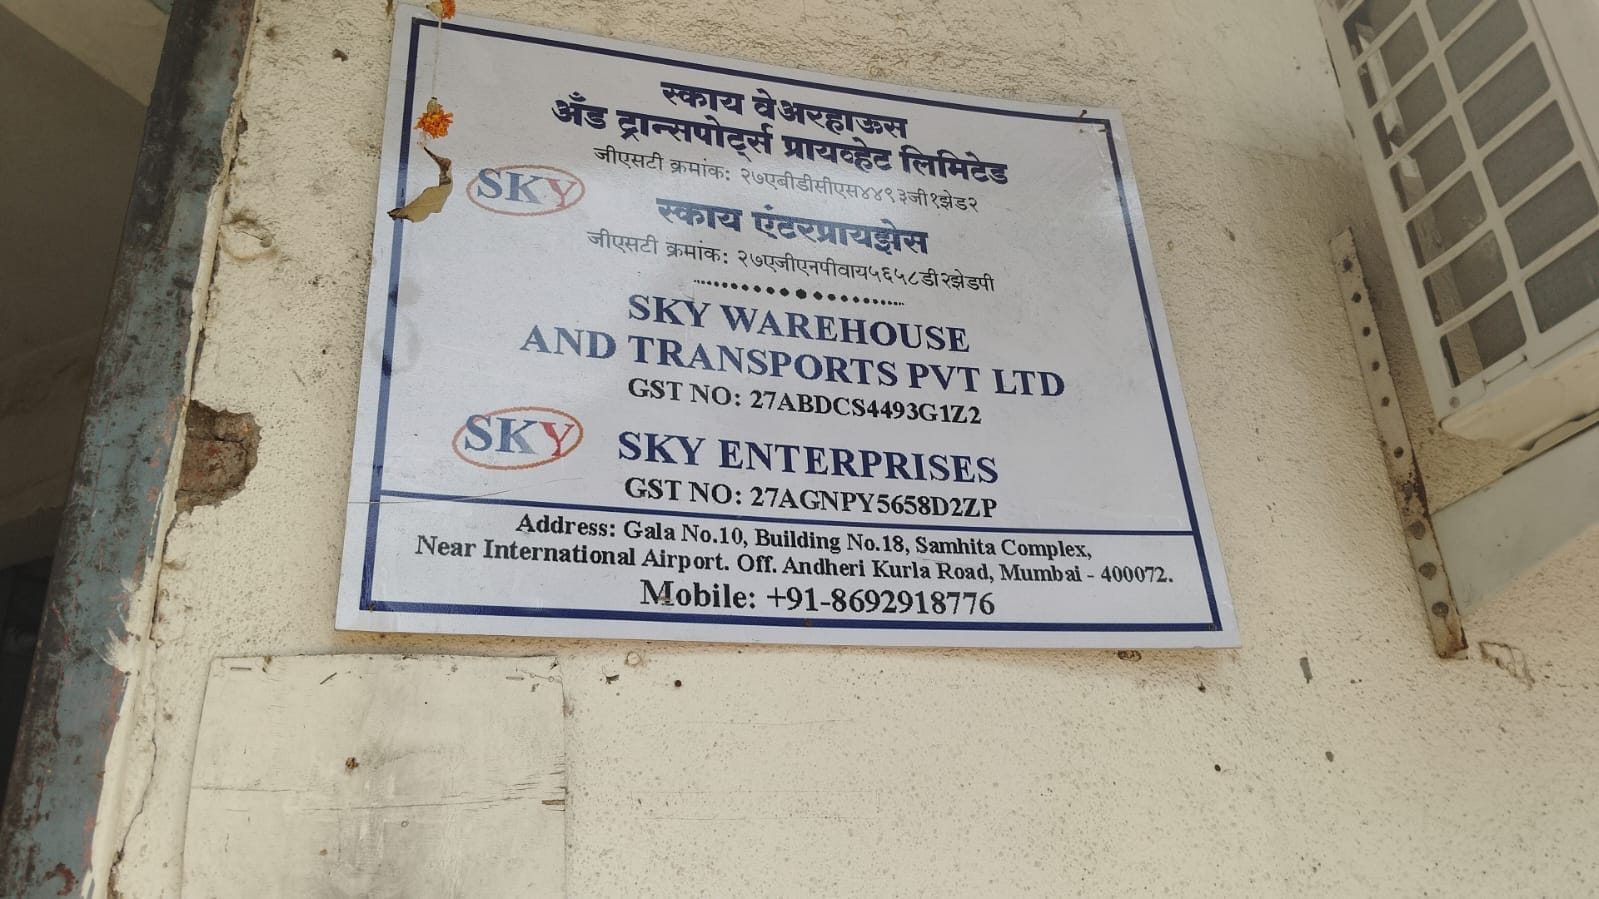 स्काय वेअरहाऊस
अँड ट्रान्सपोर्ट्स प्रायव्हेट लिमिटेड
जीएसटी क्रमांक: २७एबीडीसीएस४४९३जी१झेड२
SKY
स्काय एंटरप्रायझेस
जीएसटी क्रमांक: २७एजीएनपीवाय५६५८डी२झेडपी
SKY WAREHOUSE
AND TRANSPORTS PVT LTD
GST NO: 27ABDCS4493G1Z2
SKY
SKY ENTERPRISES
GST NO: 27AGNPY5658D2ZP
Address: Gala No.10, Building No.18, Samhita Complex,
Near International Airport. Off. Andheri Kurla Road, Mumbai - 400072.
Mobile: +91-8692918776